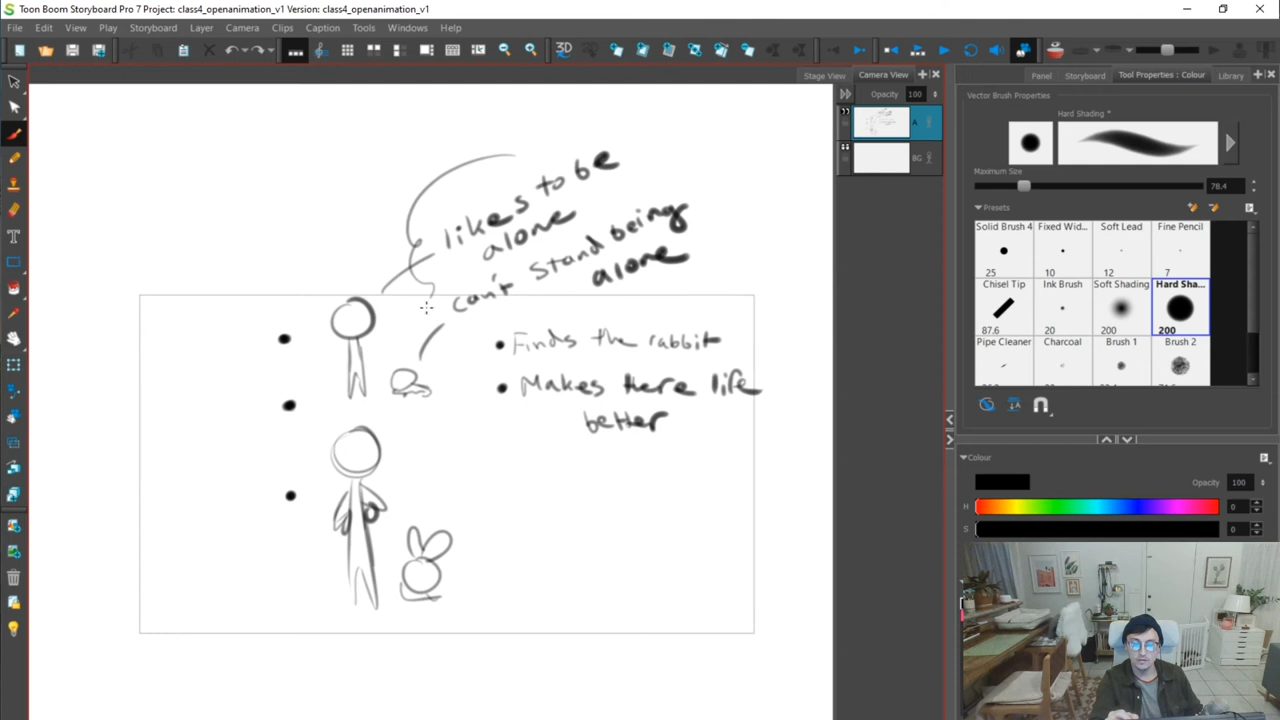 Toon Boom Storyboard Pro 7 Project: class4_openanimation_v1 Version: class4_openanimation_v1
File Edit View Play Storyboard Layer Camera Clips Caption Tools Windows Help
3D
Stage View Camera View
Opacity 100
A
BG
Panel Storyboard Tool Properties : Colour Library
Vector Brush Properties
Hard Shading *
Maximum Size
78.4
Presets
Solid Brush 4 Fixed Wid... Soft Lead Fine Pencil
25 10 12 7
Chisel Tip Ink Brush Soft Shading Hard Sha...
87.6 20 200 200
Pipe Cleaner Charcoal Brush 1 Brush 2
Colour
Opacity 100
H 0
S 0
likes to be
alone
can't stand being
alone
Finds the rabbit
Makes there life
better